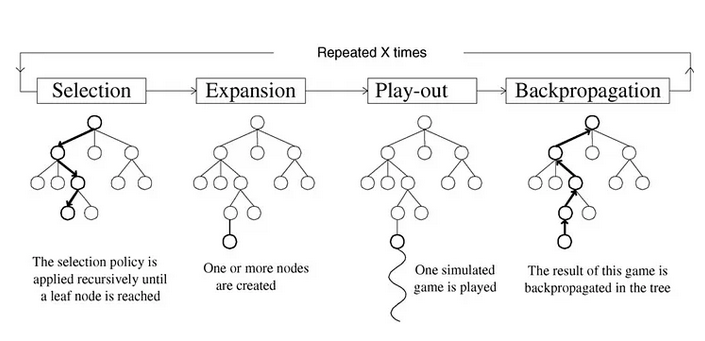 Repeated X times
Selection
Expansion
Play-out
Backpropagation
The selection policy is
applied recursively until
a leaf node is reached
One or more nodes
are created
One simulated
game is played
The result of this game is
backpropagated in the tree